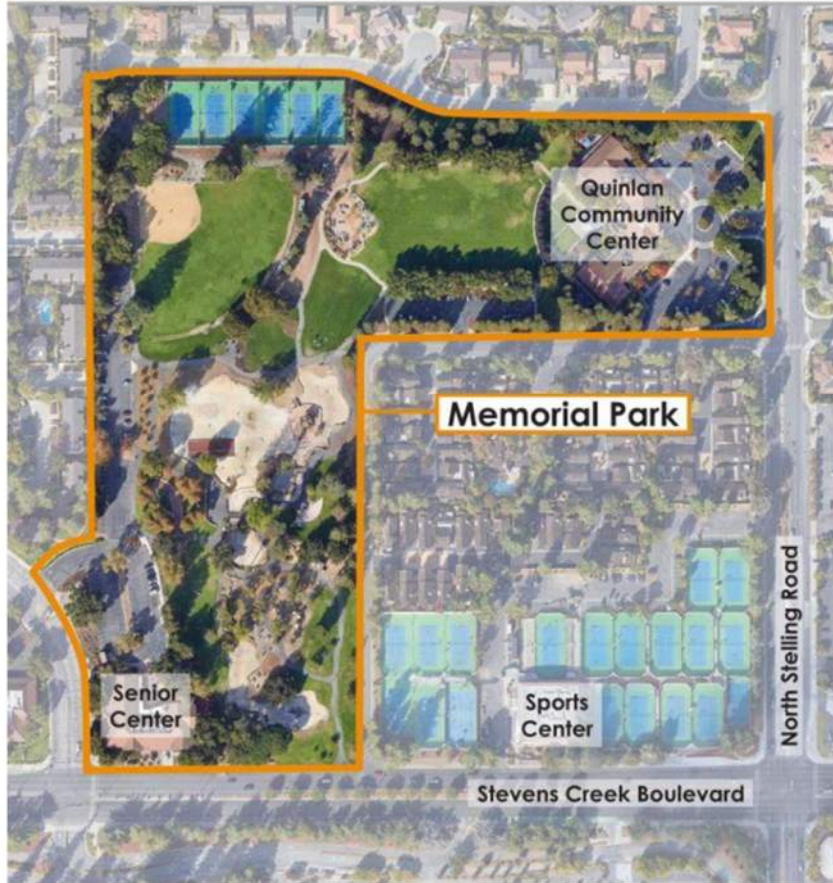 Quinlan
Community
Center
Memorial Park
North Stelling Road
Senior
Center
Sports
Center
Stevens Creek Boulevard